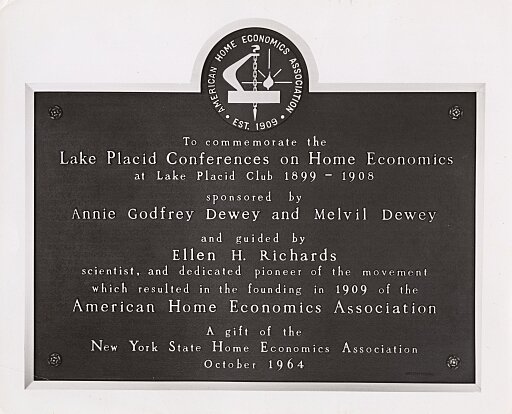 AMERICAN HOME ECONOMICS ASSOCIATION
• EST. 1909 •
To commemorate the
Lake Placid Conferences on Home Economics
at Lake Placid Club 1899 – 1908
sponsored by
Annie Godfrey Dewey and Melvil Dewey
and guided by
Ellen H. Richards
scientist, and dedicated pioneer of the movement
which resulted in the founding in 1909 of the
American Home Economics Association
A gift of the
New York State Home Economics Association
October 1964